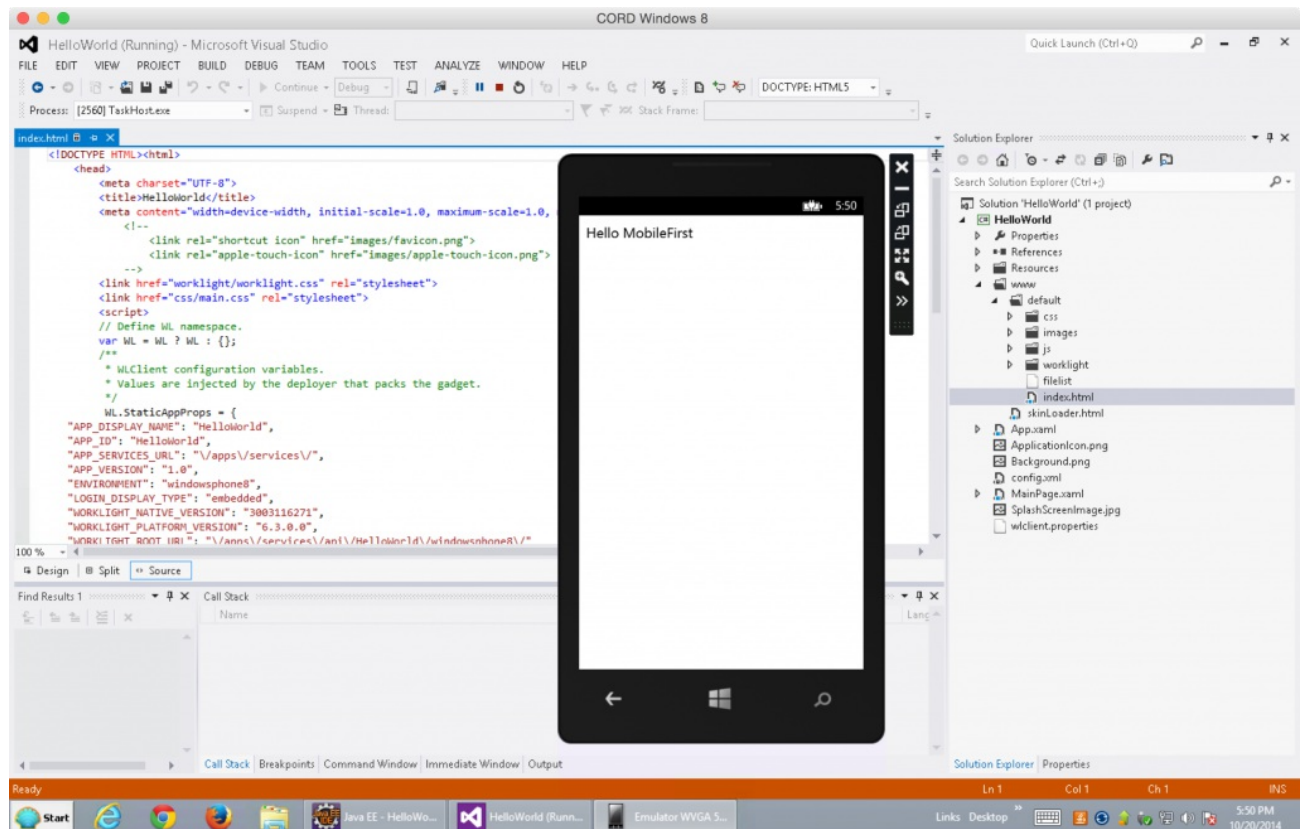 CORD Windows 8
HelloWorld (Running) - Microsoft Visual Studio
Quick Launch (Ctrl+Q)
FILE EDIT VIEW PROJECT BUILD DEBUG TEAM TOOLS TEST ANALYZE WINDOW HELP
Continue Debug DOCTYPE: HTML5
Process: [2560] TaskHost.exe Suspend Thread: Stack Frame:
index.html
<!DOCTYPE HTML><html>
<head>
<meta charset="UTF-8">
<title>HelloWorld</title>
<meta content="width=device-width, initial-scale=1.0, maximum-scale=1.0,
<!--
<link rel="shortcut icon" href="images/favicon.png">
<link rel="apple-touch-icon" href="images/apple-touch-icon.png">
-->
<link href="worklight/worklight.css" rel="stylesheet">
<link href="css/main.css" rel="stylesheet">
<script>
// Define WL namespace.
var WL = WL ? WL : {};
/**
* WLClient configuration variables.
* Values are injected by the deployer that packs the gadget.
*/
WL.StaticAppProps = {
"APP_DISPLAY_NAME": "HelloWorld",
"APP_ID": "HelloWorld",
"APP_SERVICES_URL": "\/apps\/services\/",
"APP_VERSION": "1.0",
"ENVIRONMENT": "windowsphone8",
"LOGIN_DISPLAY_TYPE": "embedded",
"WORKLIGHT_NATIVE_VERSION": "3003116271",
"WORKLIGHT_PLATFORM_VERSION": "6.3.0.0",
"WORKLIGHT_ROOT_URL": "\/apps\/services\/api\/HelloWorld\/windowsphone8\/"
100 %
Design Split Source
5:50
Hello MobileFirst
Solution Explorer
Search Solution Explorer (Ctrl+;)
Solution 'HelloWorld' (1 project)
HelloWorld
Properties
References
Resources
www
default
css
images
js
worklight
filelist
index.html
skinLoader.html
App.xaml
ApplicationIcon.png
Background.png
config.xml
MainPage.xaml
SplashScreenImage.jpg
wlclient.properties
Find Results 1
Call Stack
Name
Lang
Call Stack Breakpoints Command Window Immediate Window Output
Solution Explorer Properties
Ready
Ln 1 Col 1 Ch 1 INS
Start
Java EE - HelloWo...
HelloWorld (Runn...
Emulator WVGA 5...
Links Desktop
5:50 PM
10/20/2014